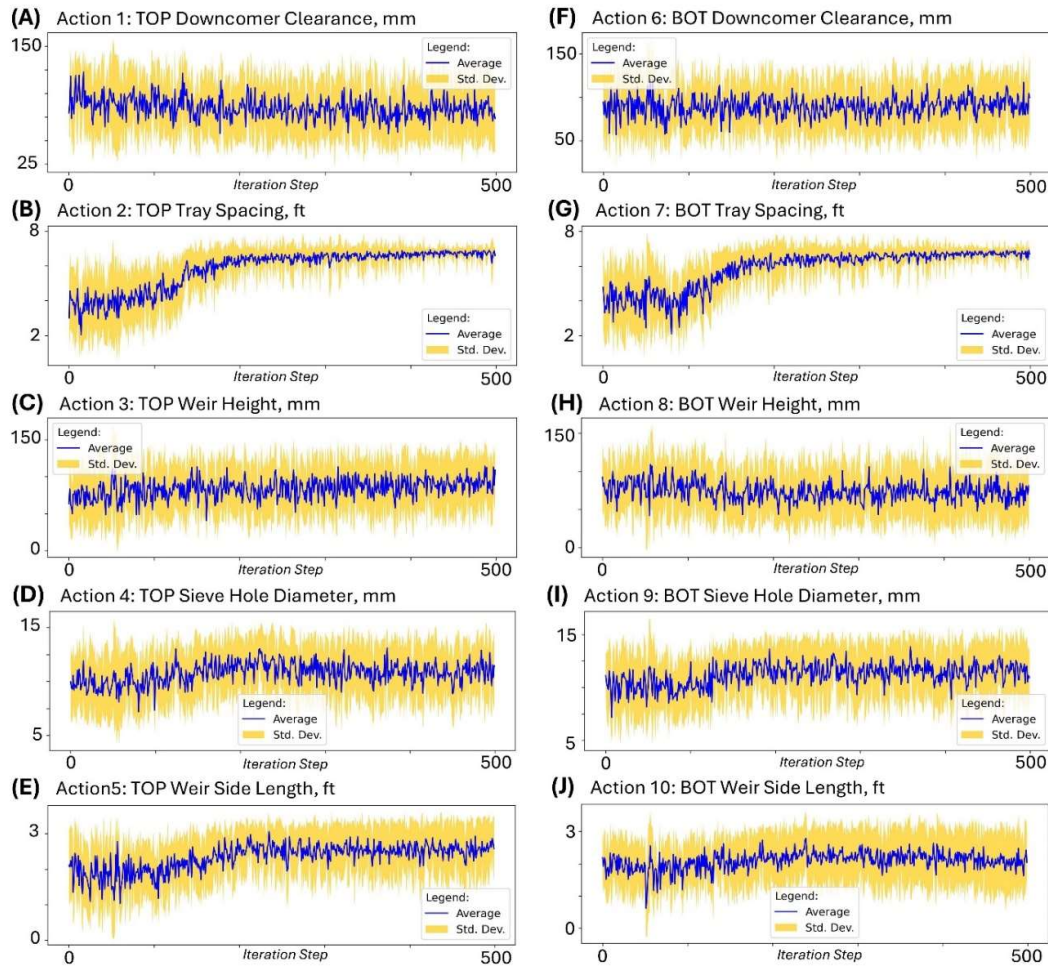 (A) Action 1: TOP Downcomer Clearance, mm
150
25
Legend:
Average
Std. Dev.
0
Iteration Step
500
(F) Action 6: BOT Downcomer Clearance, mm
150
50
Legend:
Average
Std. Dev.
0
Iteration Step
500
(B) Action 2: TOP Tray Spacing, ft
8
2
Legend:
Average
Std. Dev.
0
Iteration Step
500
(G) Action 7: BOT Tray Spacing, ft
8
2
Legend:
Average
Std. Dev.
0
Iteration Step
500
(C) Action 3: TOP Weir Height, mm
150
0
Legend:
Average
Std. Dev.
0
Iteration Step
500
(H) Action 8: BOT Weir Height, mm
150
0
Legend:
Average
Std. Dev.
0
Iteration Step
500
(D) Action 4: TOP Sieve Hole Diameter, mm
15
5
Legend:
Average
Std. Dev.
0
Iteration Step
500
(I) Action 9: BOT Sieve Hole Diameter, mm
15
5
Legend:
Average
Std. Dev.
0
Iteration Step
500
(E) Action5: TOP Weir Side Length, ft
3
0
Legend:
Average
Std. Dev.
0
Iteration Step
500
(J) Action 10: BOT Weir Side Length, ft
3
0
Legend:
Average
Std. Dev.
0
Iteration Step
500